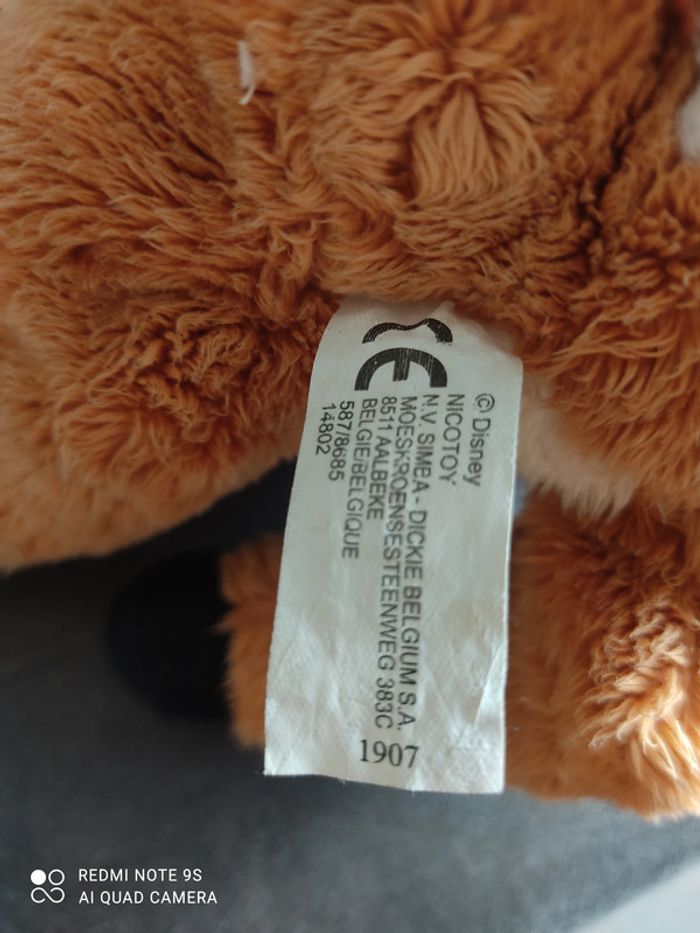 CE
© Disney
NICOTOY
N.V. SIMBA - DICKIE BELGIUM S.A.
MOESKROENSESTEENWEG 383C
8511 AALBEKE
BELGIE/BELGIQUE
587/8685
14802
1907
REDMI NOTE 9S
AI QUAD CAMERA